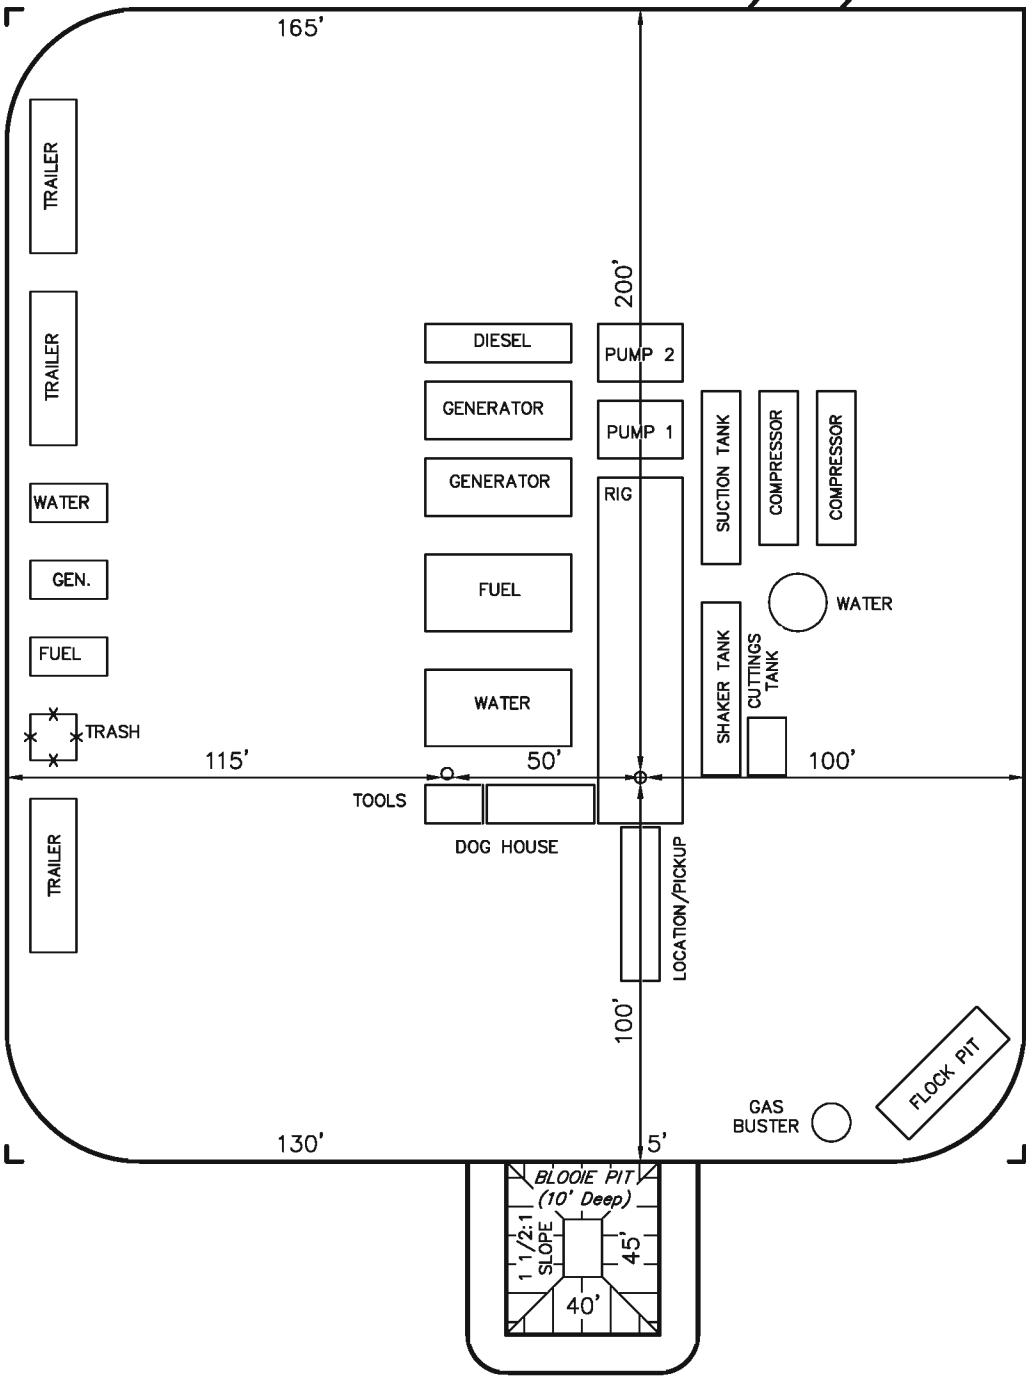 165'
TRAILER
200'
TRAILER
DIESEL
PUMP 2
GENERATOR
PUMP 1
SUCTION TANK
COMPRESSOR
COMPRESSOR
GENERATOR
RIG
WATER
GEN.
FUEL
WATER
FUEL
SHAKER TANK
CUTTINGS
TANK
WATER
TRASH
115'
50'
100'
TOOLS
DOG HOUSE
TRAILER
LOCATION/PICKUP
100'
FLOCK PIT
GAS
BUSTER
130'
5'
BLOOIE PIT
(10' Deep)
1 1/2:1
SLOPE
45'
40'